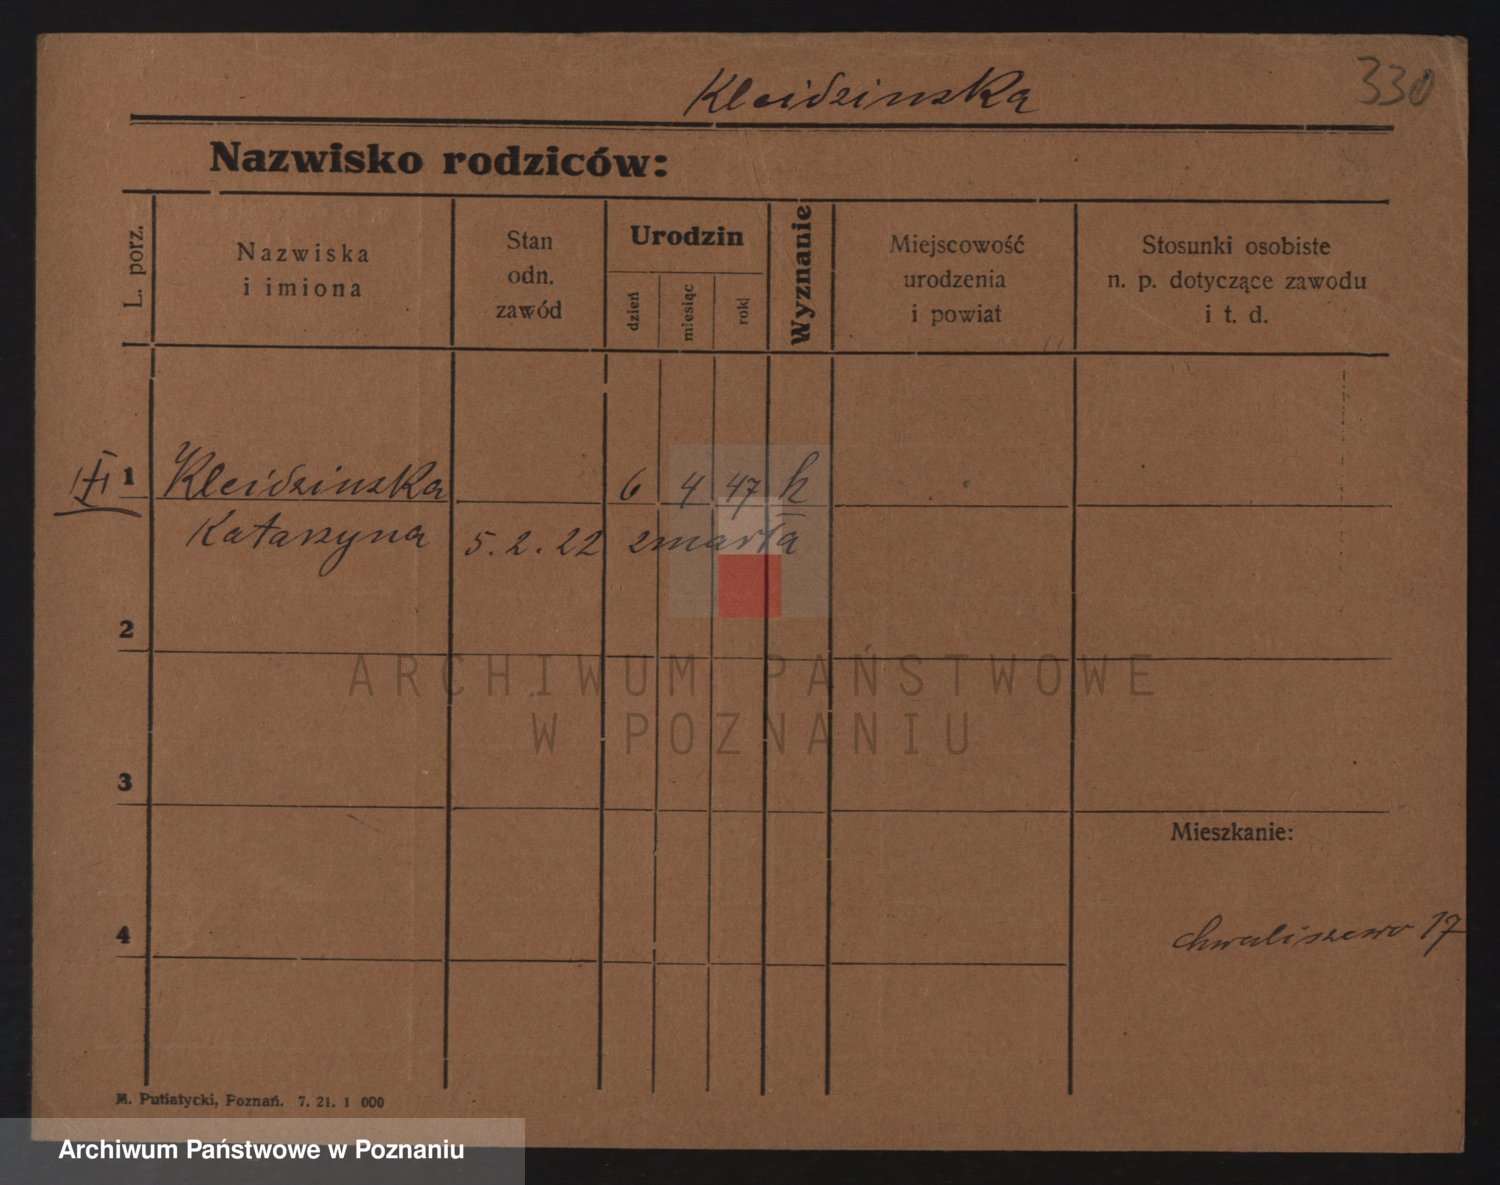 Kleidzinska 330
Nazwisko rodziców:
L. porz.
Nazwiska
i imiona
Stan
odn.
zawód
Urodzin
dzień
miesiąc
rok
Wyznanie
Miejscowość
urodzenia
i powiat
Stosunki osobiste
n. p. dotyczące zawodu
i t. d.
III 1 Kleidzinska 6 4 47 k
Katarzyna 5. 2. 22 zmarła
2
ARCHIWUM PAŃSTWOWE
W POZNANIU
3
Mieszkanie:
4
chwaliszewo 17
M. Putiatycki, Poznań. 7. 21. 1 000
Archiwum Państwowe w Poznaniu